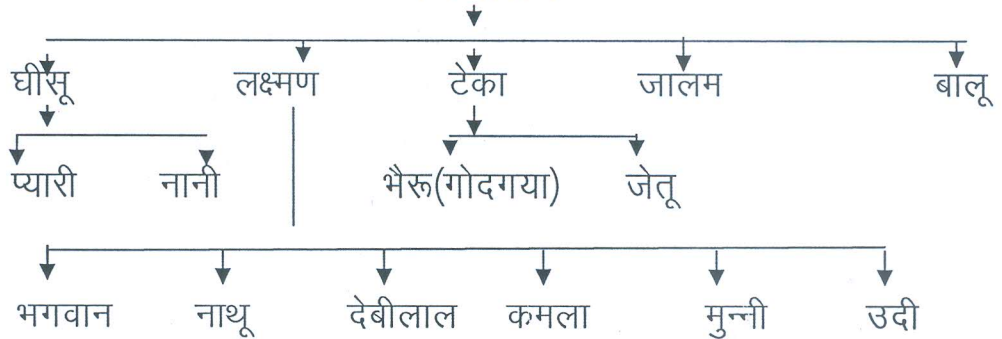 घीसू लक्ष्मण टेका जालम बालू
प्यारी नानी भैरू(गोदगया) जेतू
भगवान नाथू देबीलाल कमला मुन्नी उदी